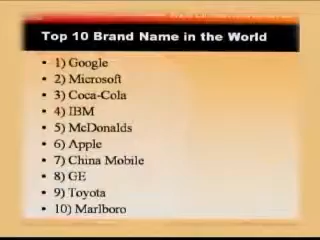 Top 10 Brand Name in the World
• 1) Google
• 2) Microsoft
• 3) Coca-Cola
• 4) IBM
• 5) McDonalds
• 6) Apple
• 7) China Mobile
• 8) GE
• 9) Toyota
• 10) Marlboro